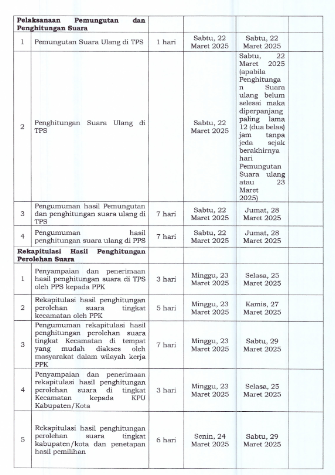 Pelaksanaan Pemungutan dan
Penghitungan Suara
1 Pemungutan Suara Ulang di TPS 1 hari Sabtu, 22 Maret 2025 Sabtu, 22 Maret 2025
2 Penghitungan Suara Ulang di TPS Sabtu, 22 Maret 2025
Sabtu, 22
Maret 2025
(apabila
Penghitunga
n Suara
ulang belum
selesai maka
diperpanjang
paling lama
12 (dua belas)
jam tanpa
jeda sejak
berakhirnya
hari
Pemungutan
Suara ulang
atau 23
Maret
2025)
3 Pengumuman hasil Pemungutan dan penghitungan suara ulang di TPS 7 hari Sabtu, 22 Maret 2025 Jumat, 28 Maret 2025
4 Pengumuman hasil penghitungan suara ulang di PPS 7 hari Sabtu, 22 Maret 2025 Jumat, 28 Maret 2025
Rekapitulasi Hasil Penghitungan
Perolehan Suara
1 Penyampaian dan penerimaan hasil penghitungan suara di TPS oleh PPS kepada PPK 3 hari Minggu, 23 Maret 2025 Selasa, 25 Maret 2025
2 Rekapitulasi hasil penghitungan perolehan suara tingkat kecamatan oleh PPK 5 hari Minggu, 23 Maret 2025 Kamis, 27 Maret 2025
3 Pengumuman rekapitulasi hasil penghitungan perolehan suara tingkat Kecamatan di tempat yang mudah diakses oleh masyarakat dalam wilayah kerja PPK 7 hari Minggu, 23 Maret 2025 Sabtu, 29 Maret 2025
4 Penyampaian dan penerimaan rekapitulasi hasil penghitungan perolehan suara di tingkat Kecamatan kepada KPU Kabupaten/Kota 3 hari Minggu, 23 Maret 2025 Selasa, 25 Maret 2025
5 Rekapitulasi hasil penghitungan perolehan suara tingkat kabupaten/kota dan penetapan hasil pemilihan 6 hari Senin, 24 Maret 2025 Sabtu, 29 Maret 2025